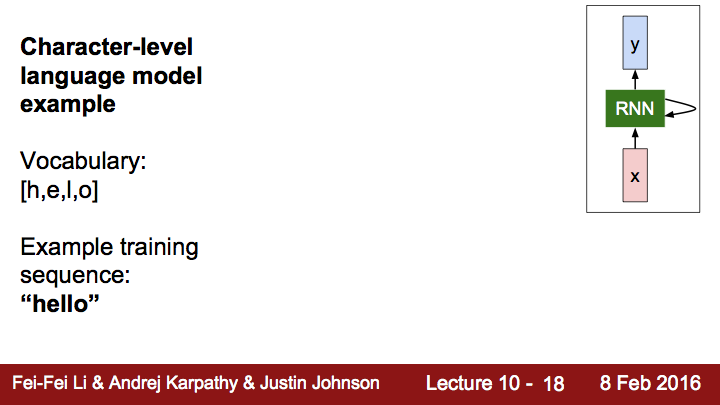 Character-level
language model
example
Vocabulary:
[h,e,l,o]
Example training
sequence:
“hello”
y
RNN
x
Fei-Fei Li & Andrej Karpathy & Justin Johnson
Lecture 10 - 18
8 Feb 2016